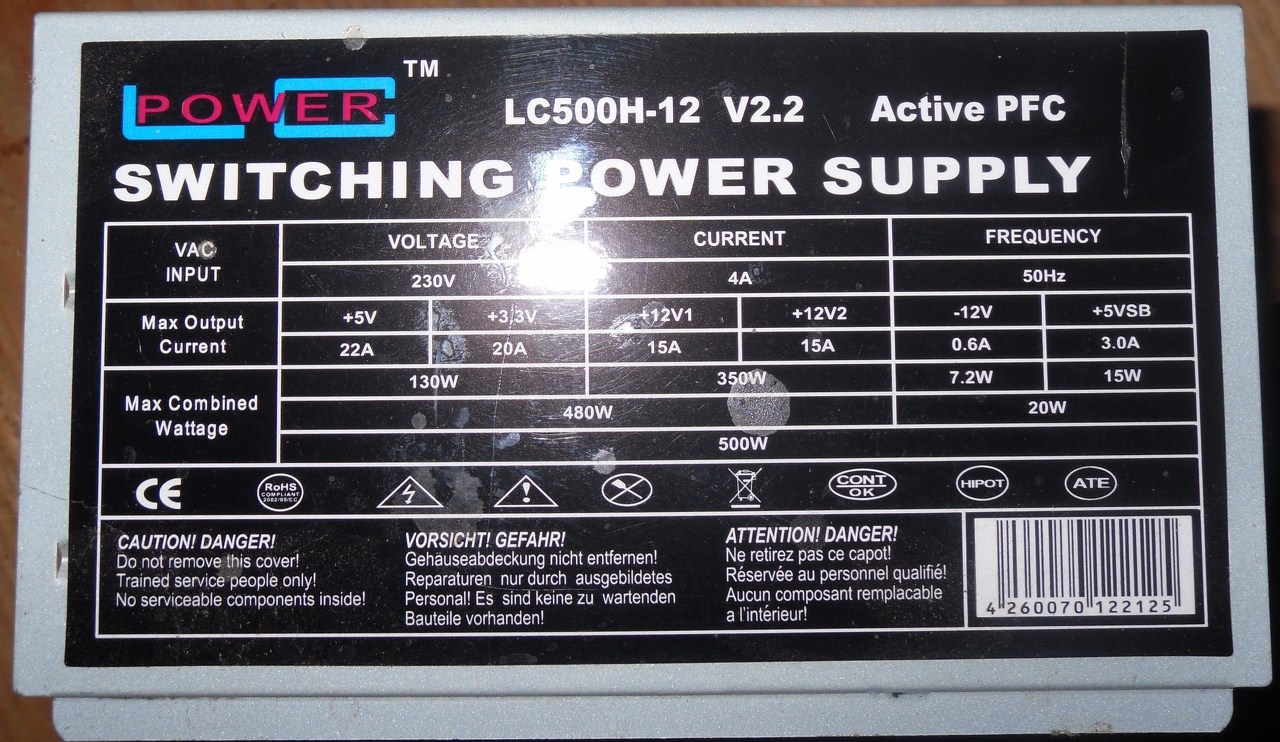 POWER TM
LC500H-12 V2.2 Active PFC
SWITCHING POWER SUPPLY
VAC INPUT VOLTAGE CURRENT FREQUENCY
230V 4A 50Hz
Max Output Current +5V +3.3V +12V1 +12V2 -12V +5VSB
22A 20A 15A 15A 0.6A 3.0A
Max Combined Wattage 130W 350W 7.2W 15W
480W 20W
500W
CE
RoHS
COMPLIANT
2002/95/EC
CONT
OK
HIPOT
ATE
CAUTION! DANGER!
Do not remove this cover!
Trained service people only!
No serviceable components inside!
VORSICHT! GEFAHR!
Gehäuseabdeckung nicht entfernen!
Reparaturen nur durch ausgebildetes
Personal! Es sind keine zu wartenden
Bauteile vorhanden!
ATTENTION! DANGER!
Ne retirez pas ce capot!
Réservée au personnel qualifié!
Aucun composant remplacable
a l'intérieur!
4 260070 122125